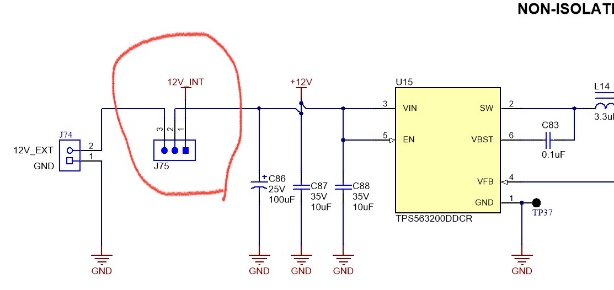 NON-ISOLATI
12V_INT
+12V
U15
L14
3.3u
J74
12V_EXT 2
GND 1
3 2 1
J75
C86
25V
100uF
C87
35V
10uF
C88
35V
10uF
3 VIN SW 2
5 EN VBST 6
C83
0.1uF
VFB 4
GND 1
TP37
TPS563200DDCR
GND
GND
GND
GND
GND